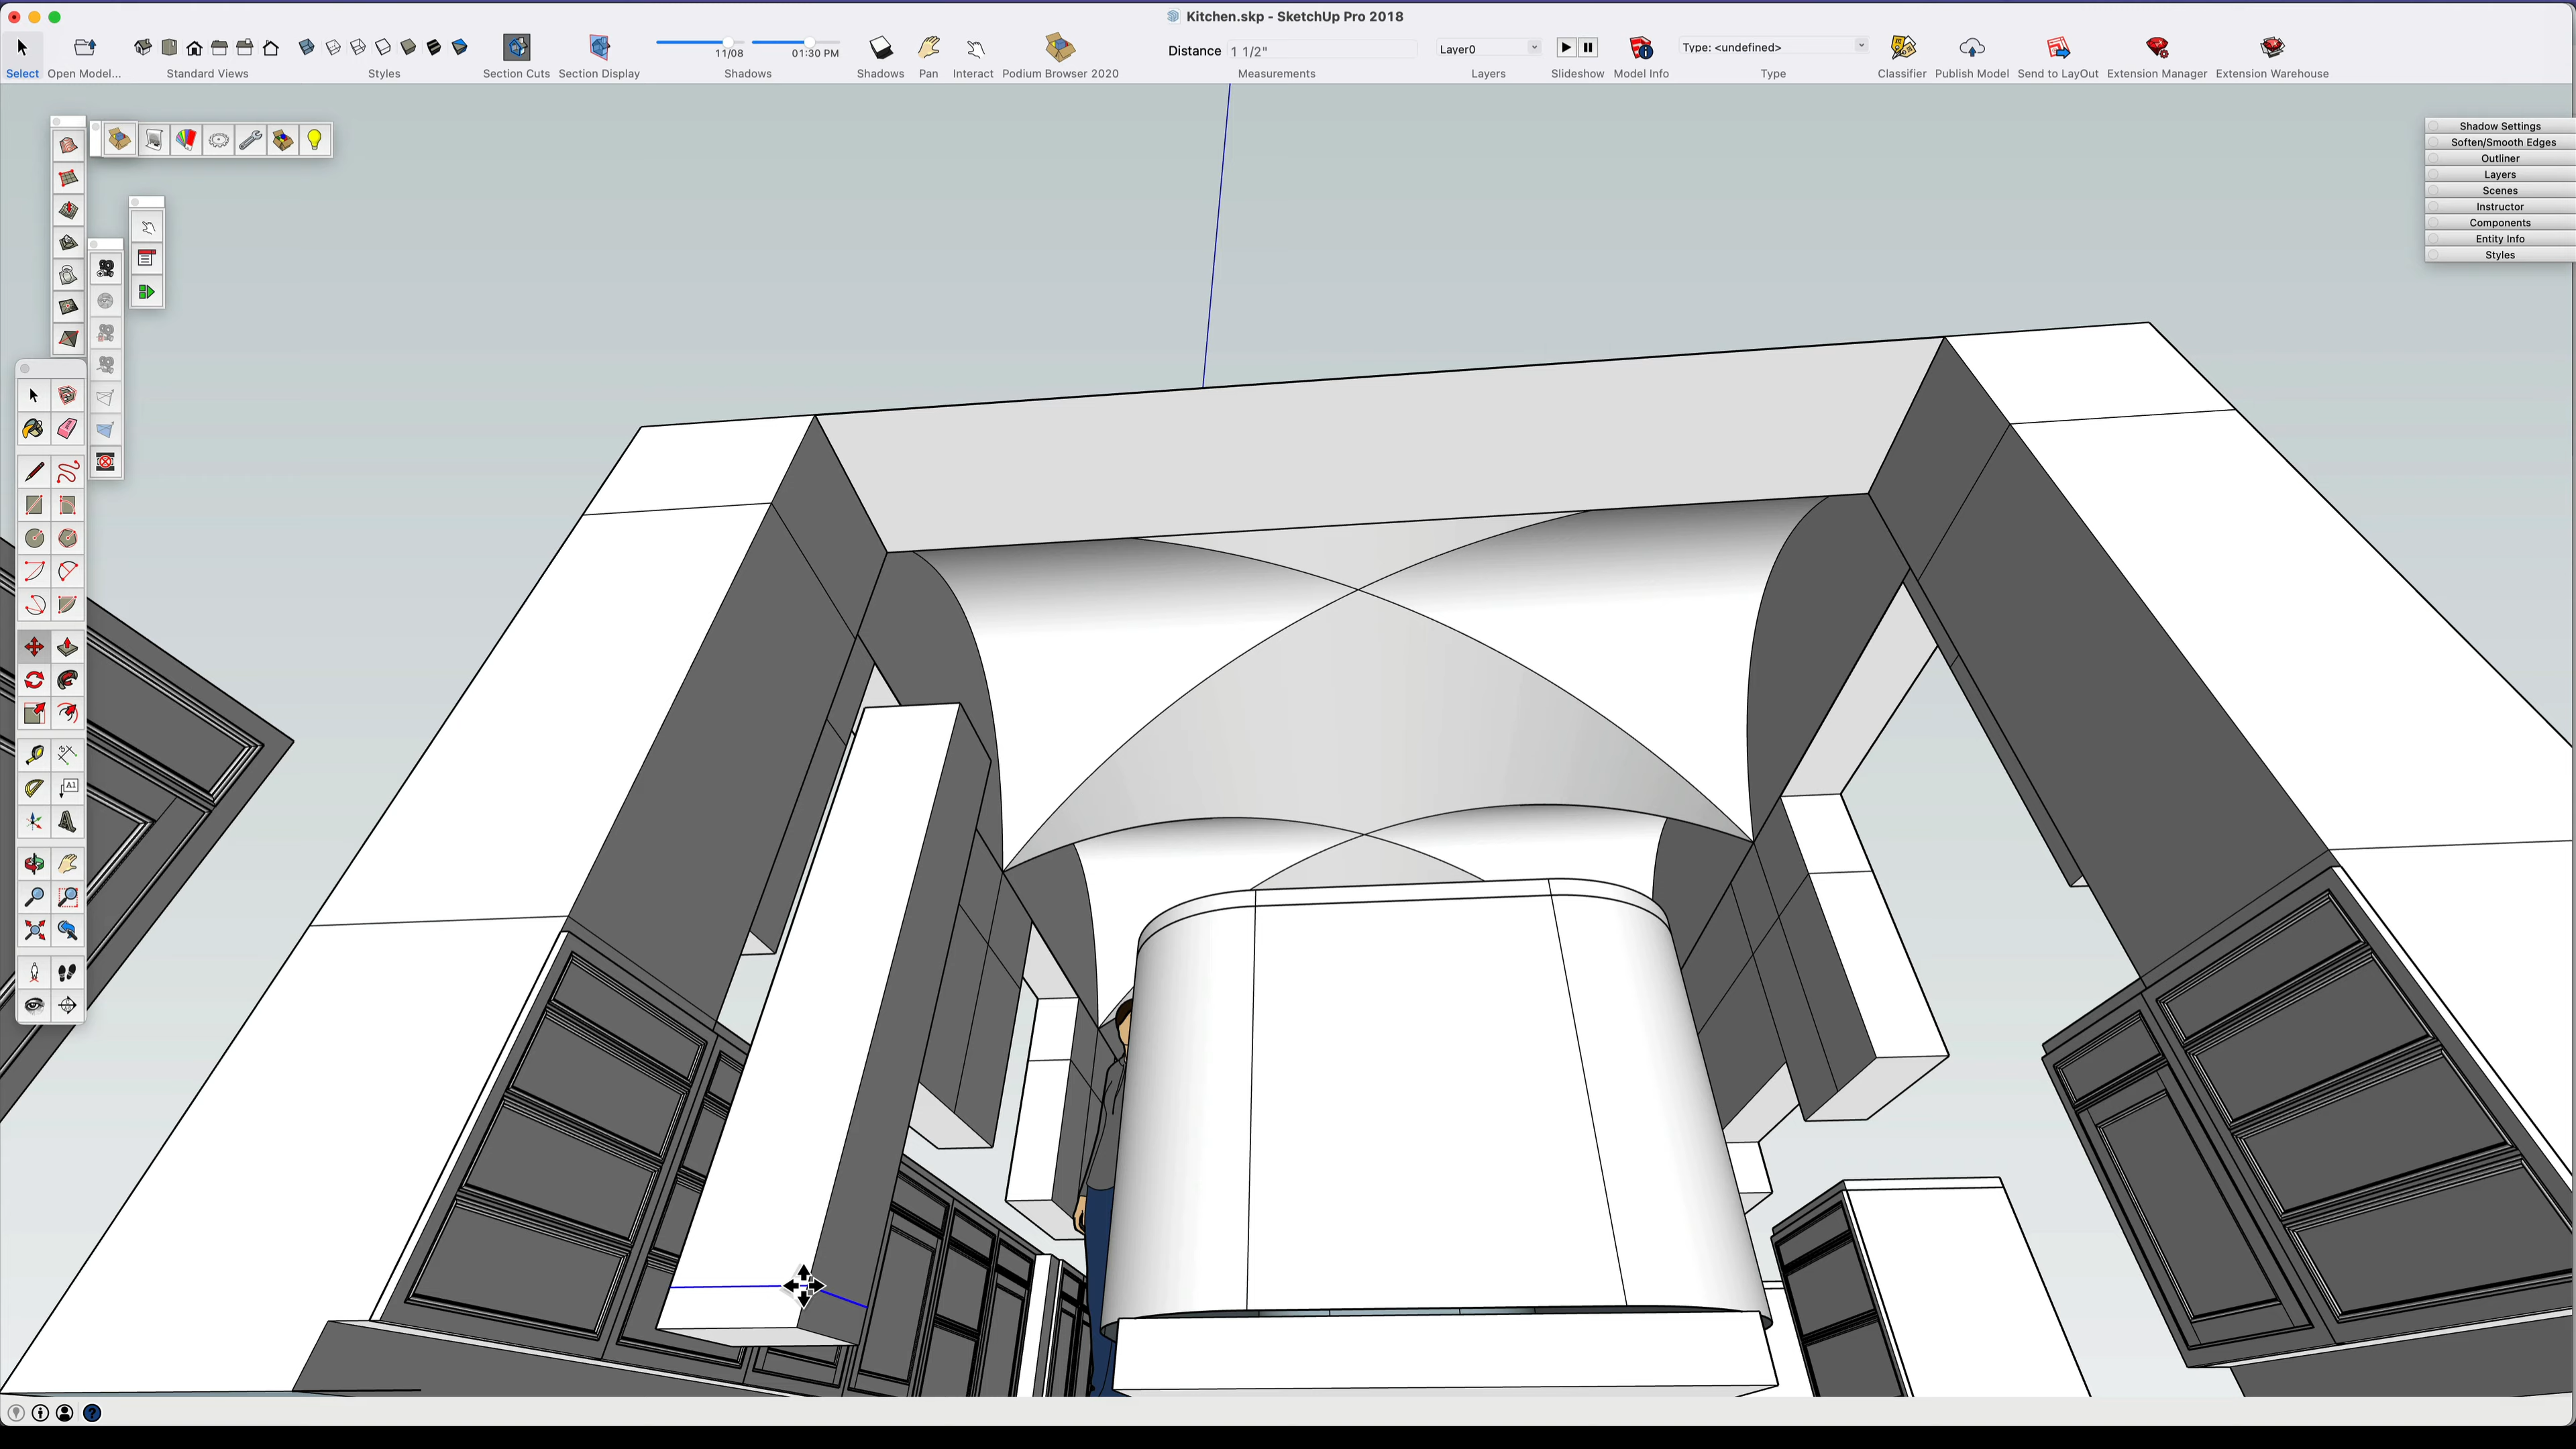 Kitchen.skp - SketchUp Pro 2018
11/08
01:30 PM
Distance 1 1/2"
Layer0
Type: <undefined>
Select
Open Model...
Standard Views
Styles
Section Cuts
Section Display
Shadows
Shadows
Pan
Interact
Podium Browser 2020
Measurements
Layers
Slideshow
Model Info
Type
Classifier
Publish Model
Send to LayOut
Extension Manager
Extension Warehouse
Shadow Settings
Soften/Smooth Edges
Outliner
Layers
Scenes
Instructor
Components
Entity Info
Styles
A1
?